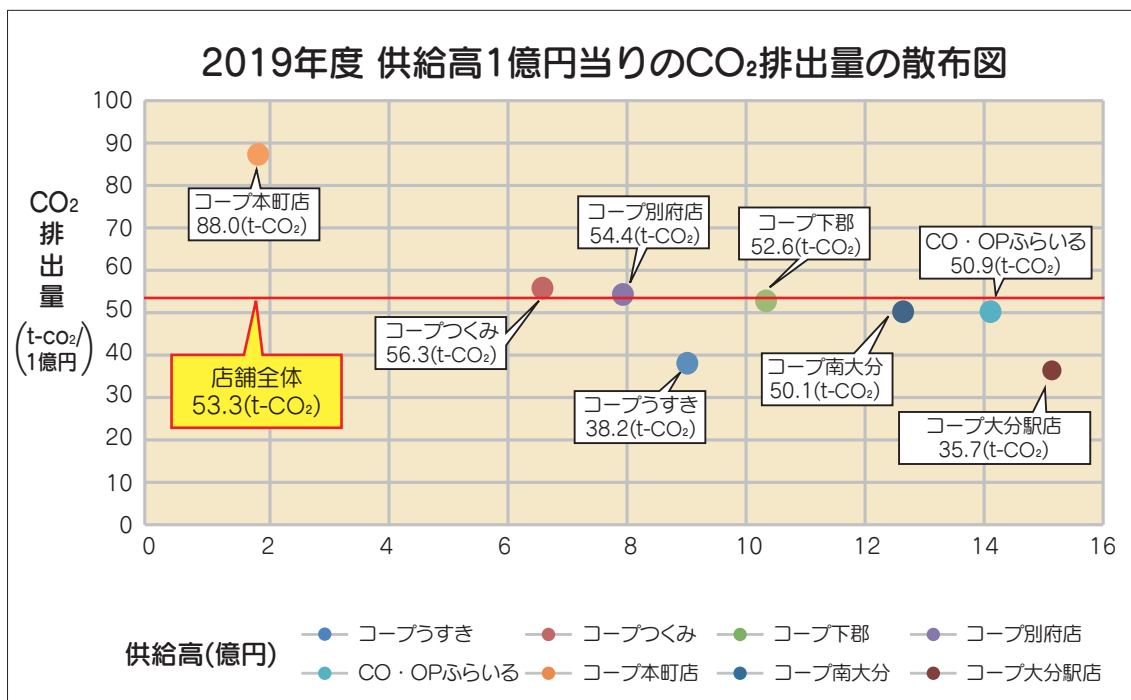 2019年度 供給高1億円当りのCO₂排出量の散布図
CO₂
排
出
量
(t-co₂/
1億円)
100
90
80
70
60
50
40
30
20
10
0
0
2
4
6
8
10
12
14
16
コープ本町店
88.0(t-CO₂)
コープ別府店
54.4(t-CO₂)
コープ下郡
52.6(t-CO₂)
CO・OPふらいる
50.9(t-CO₂)
コープつくみ
56.3(t-CO₂)
店舗全体
53.3(t-CO₂)
コープうすき
38.2(t-CO₂)
コープ南大分
50.1(t-CO₂)
コープ大分駅店
35.7(t-CO₂)
供給高(億円)
コープうすき
コープつくみ
コープ下郡
コープ別府店
CO・OPふらいる
コープ本町店
コープ南大分
コープ大分駅店